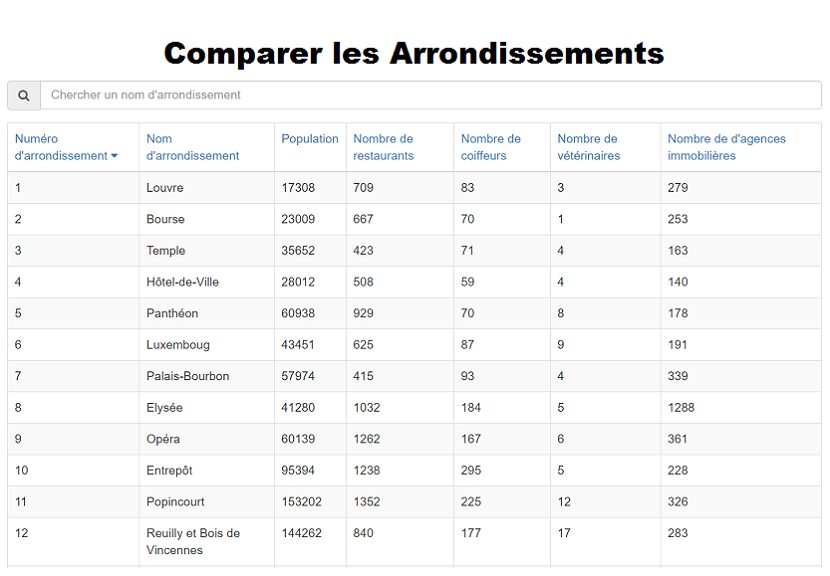 Comparer les Arrondissements
Chercher un nom d'arrondissement
Numéro d'arrondissement Nom d'arrondissement Population Nombre de restaurants Nombre de coiffeurs Nombre de vétérinaires Nombre de d'agences immobilières
1 Louvre 17308 709 83 3 279
2 Bourse 23009 667 70 1 253
3 Temple 35652 423 71 4 163
4 Hôtel-de-Ville 28012 508 59 4 140
5 Panthéon 60938 929 70 8 178
6 Luxemboug 43451 625 87 9 191
7 Palais-Bourbon 57974 415 93 4 339
8 Elysée 41280 1032 184 5 1288
9 Opéra 60139 1262 167 6 361
10 Entrepôt 95394 1238 295 5 228
11 Popincourt 153202 1352 225 12 326
12 Reuilly et Bois de Vincennes 144262 840 177 17 283